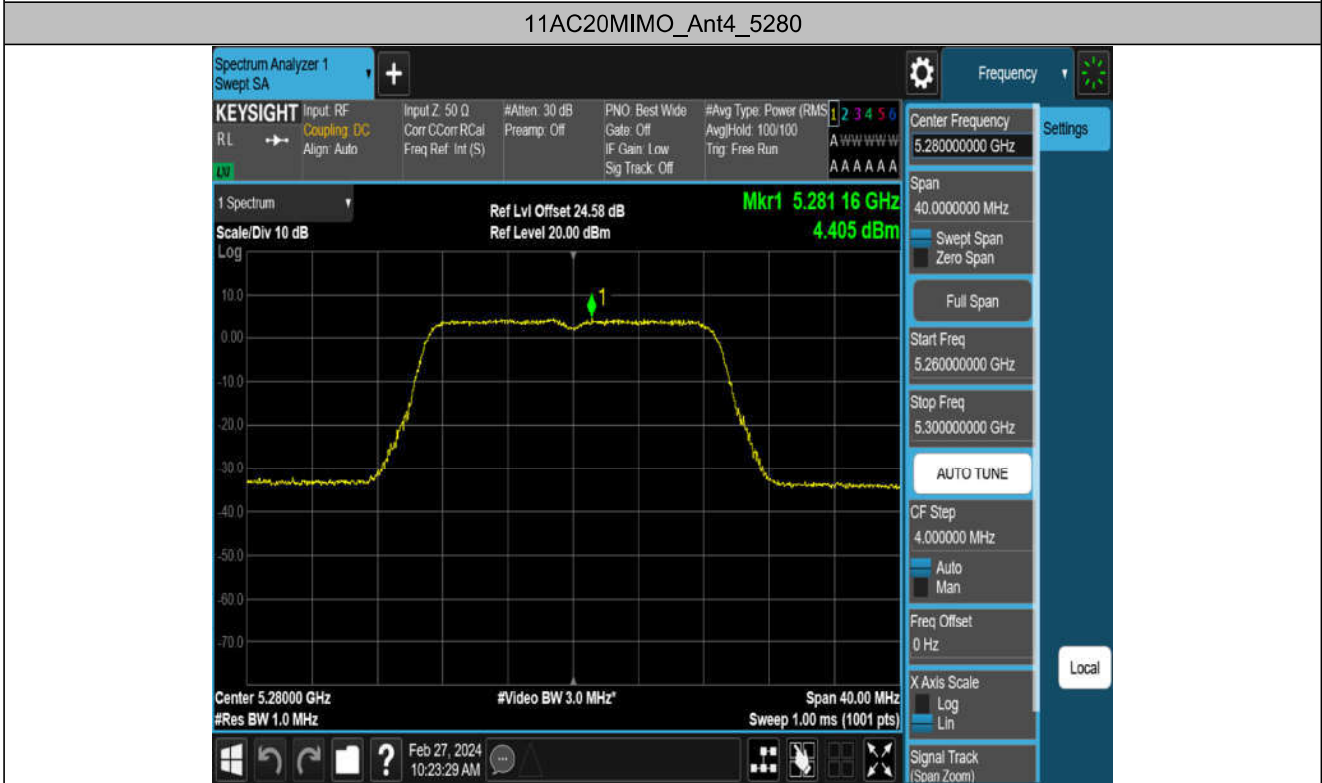 11AC20MIMO_Ant4_5280
Spectrum Analyzer 1
Swept SA
+
Frequency
KEYSIGHT
RL
LXI
Input: RF
Coupling: DC
Align: Auto
Input Z: 50 Ω
Corr CCorr RCal
Freq Ref: Int (S)
#Atten: 30 dB
Preamp: Off
PNO: Best Wide
Gate: Off
IF Gain: Low
Sig Track: Off
#Avg Type: Power (RMS
Avg|Hold: 100/100
Trig: Free Run
1 2 3 4 5 6
A W W W W W
A A A A A A
Center Frequency
5.280000000 GHz
Settings
1 Spectrum
Scale/Div 10 dB
Log
Ref Lvl Offset 24.58 dB
Ref Level 20.00 dBm
Mkr1 5.281 16 GHz
4.405 dBm
Span
40.0000000 MHz
Swept Span
Zero Span
Full Span
Start Freq
5.260000000 GHz
Stop Freq
5.300000000 GHz
AUTO TUNE
CF Step
4.000000 MHz
Auto
Man
Freq Offset
0 Hz
X Axis Scale
Log
Lin
Signal Track
(Span Zoom)
Local
1
10.0
0.00
-10.0
-20.0
-30.0
-40.0
-50.0
-60.0
-70.0
Center 5.28000 GHz
#Res BW 1.0 MHz
#Video BW 3.0 MHz*
Span 40.00 MHz
Sweep 1.00 ms (1001 pts)
?
Feb 27, 2024
10:23:29 AM